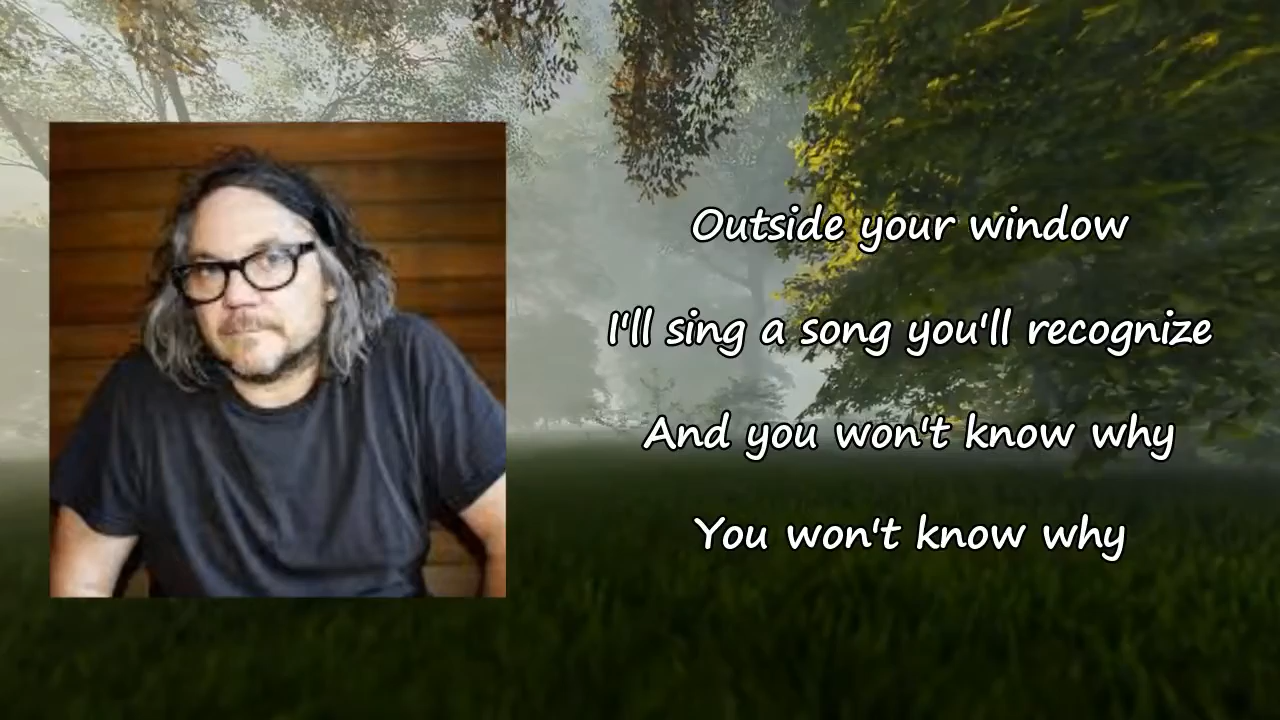 Outside your window
I'll sing a song you'll recognize
And you won't know why
You won't know why